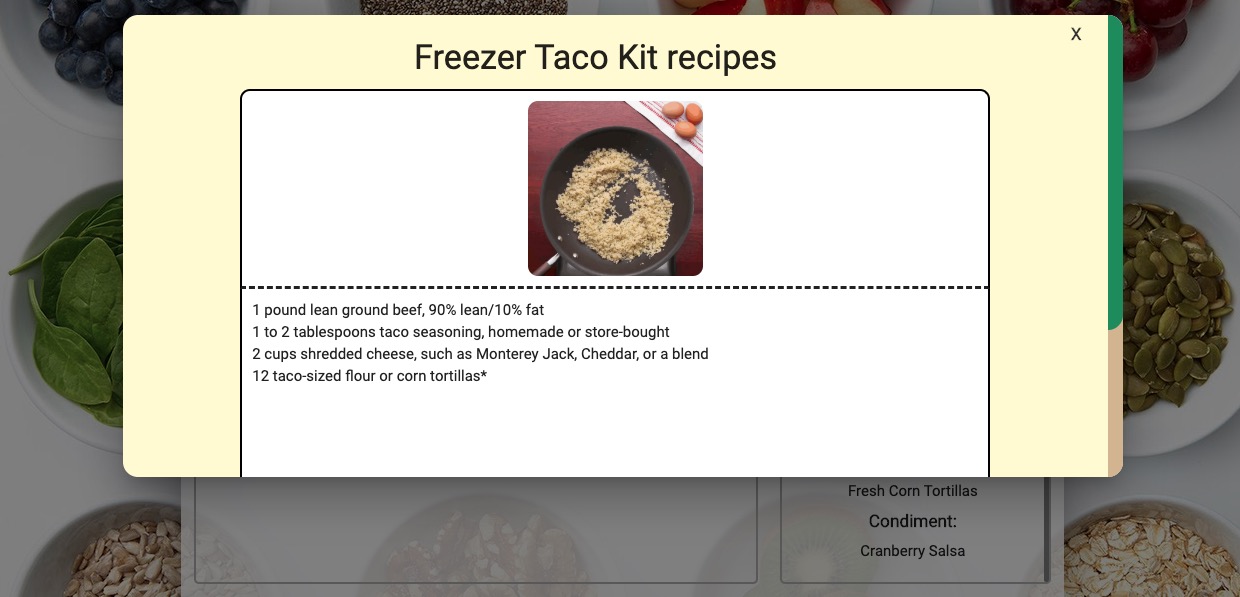 X
Freezer Taco Kit recipes
1 pound lean ground beef, 90% lean/10% fat
1 to 2 tablespoons taco seasoning, homemade or store-bought
2 cups shredded cheese, such as Monterey Jack, Cheddar, or a blend
12 taco-sized flour or corn tortillas*
Fresh Corn Tortillas
Condiment:
Cranberry Salsa